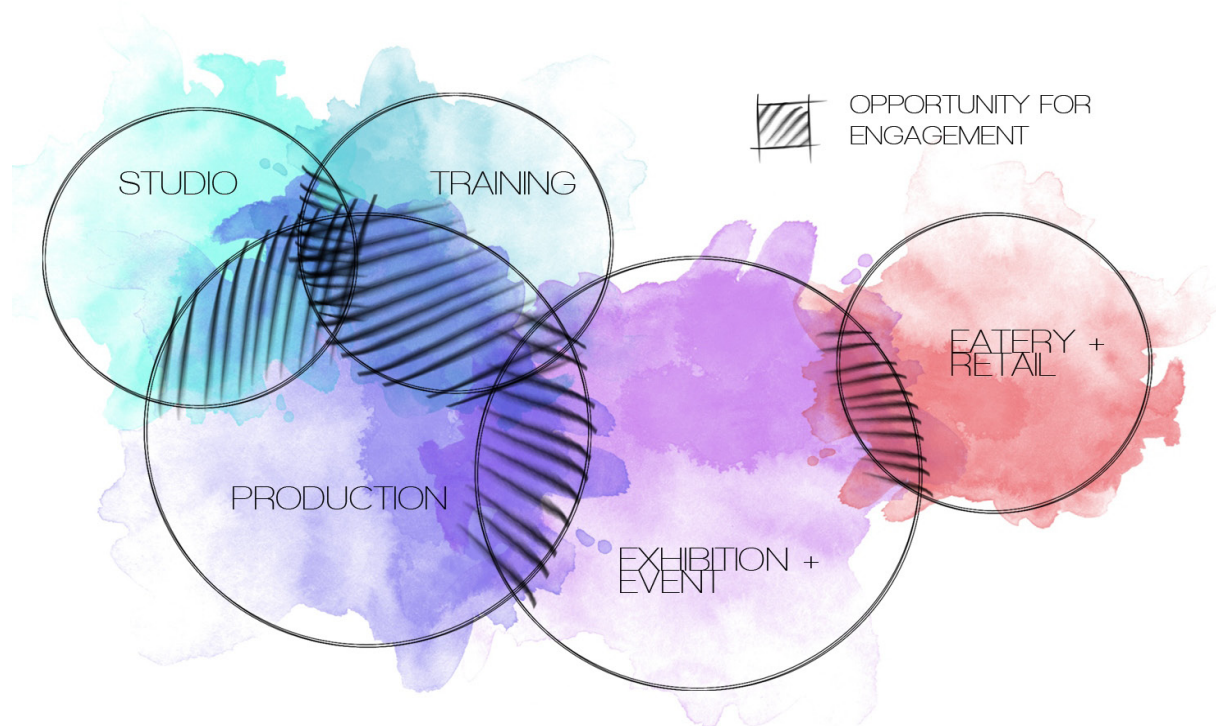 OPPORTUNITY FOR
ENGAGEMENT
STUDIO
TRAINING
EATERY +
RETAIL
PRODUCTION
EXHIBITION +
EVENT